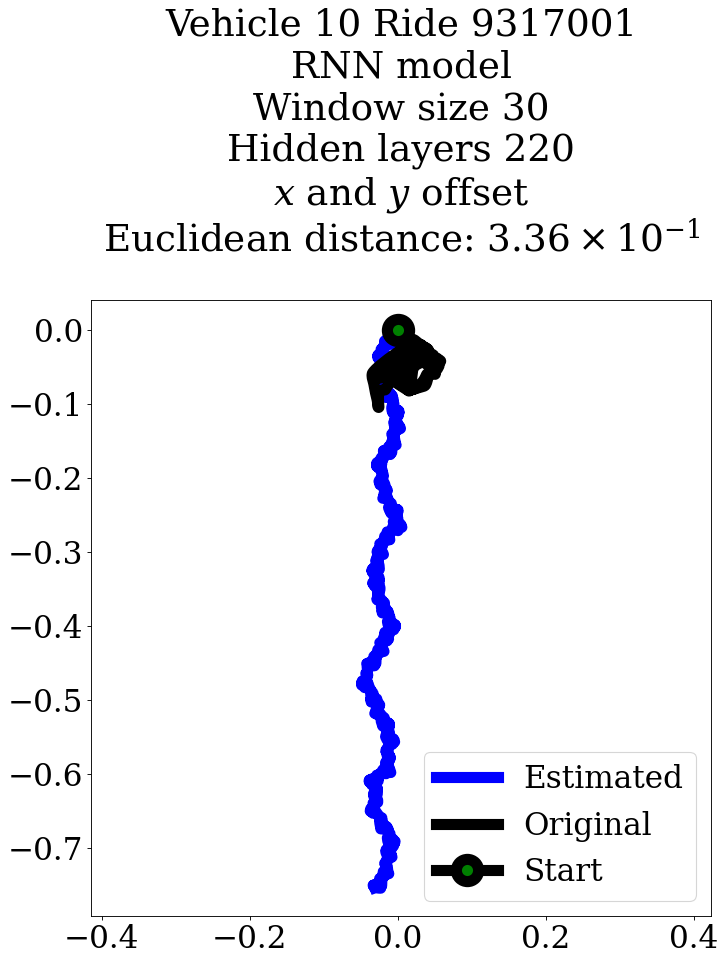 Vehicle 10 Ride 9317001
RNN model
Window size 30
Hidden layers 220
x and y offset
Euclidean distance: 3.36 × 10⁻¹
0.0
−0.1
−0.2
−0.3
−0.4
−0.5
−0.6
−0.7
Estimated
Original
Start
−0.4 −0.2 0.0 0.2 0.4